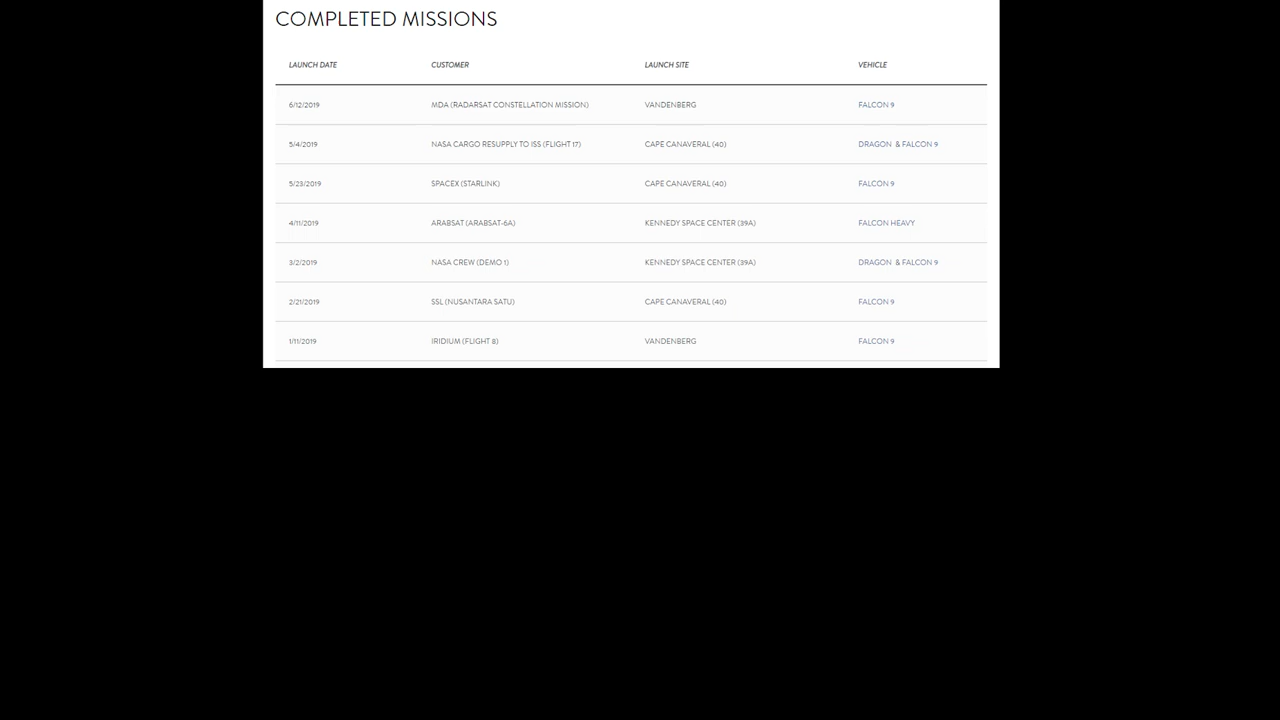 COMPLETED MISSIONS
LAUNCH DATE CUSTOMER LAUNCH SITE VEHICLE
6/12/2019 MDA (RADARSAT CONSTELLATION MISSION) VANDENBERG FALCON 9
5/4/2019 NASA CARGO RESUPPLY TO ISS (FLIGHT 17) CAPE CANAVERAL (40) DRAGON & FALCON 9
5/23/2019 SPACEX (STARLINK) CAPE CANAVERAL (40) FALCON 9
4/11/2019 ARABSAT (ARABSAT-6A) KENNEDY SPACE CENTER (39A) FALCON HEAVY
3/2/2019 NASA CREW (DEMO 1) KENNEDY SPACE CENTER (39A) DRAGON & FALCON 9
2/21/2019 SSL (NUSANTARA SATU) CAPE CANAVERAL (40) FALCON 9
1/11/2019 IRIDIUM (FLIGHT 8) VANDENBERG FALCON 9